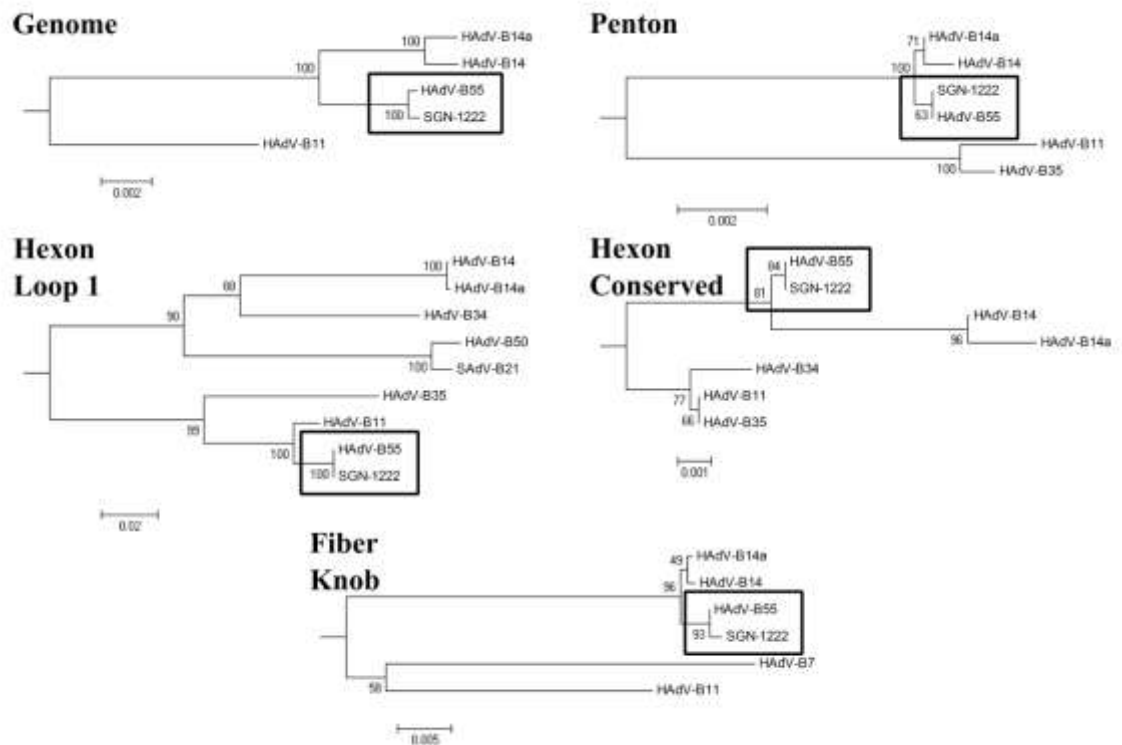 Genome
100
HAdV-B14a
HAdV-B14
100
HAdV-B55
100
SGN-1222
HAdV-B11
0.002
Penton
71
HAdV-B14a
HAdV-B14
100
SGN-1222
63
HAdV-B55
HAdV-B11
100
HAdV-B35
0.002
Hexon
Loop 1
100
HAdV-B14
HAdV-B14a
HAdV-B34
90
HAdV-B50
100
SAdV-B21
HAdV-B35
99
HAdV-B11
100
HAdV-B55
100
SGN-1222
0.02
Hexon
Conserved
HAdV-B55
SGN-1222
81
HAdV-B14
96
HAdV-B14a
HAdV-B34
77
HAdV-B11
66
HAdV-B35
0.001
Fiber
Knob
49
HAdV-B14a
HAdV-B14
96
HAdV-B55
93
SGN-1222
HAdV-B7
58
HAdV-B11
0.005